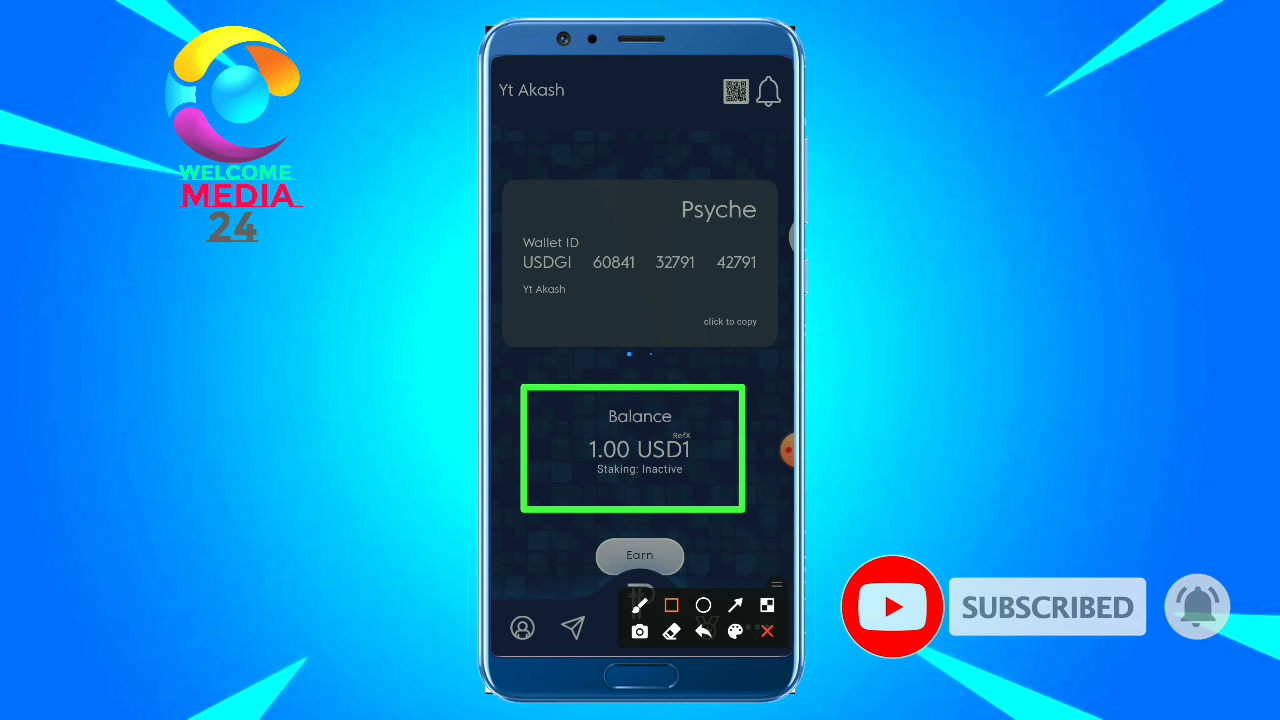 WELCOME
MEDIA
24
Yt Akash
Psyche
Wallet ID
USDGI 60841 32791 42791
Yt Akash
click to copy
Balance
RefX
1.00 USD1
Staking: Inactive
Earn
SUBSCRIBED